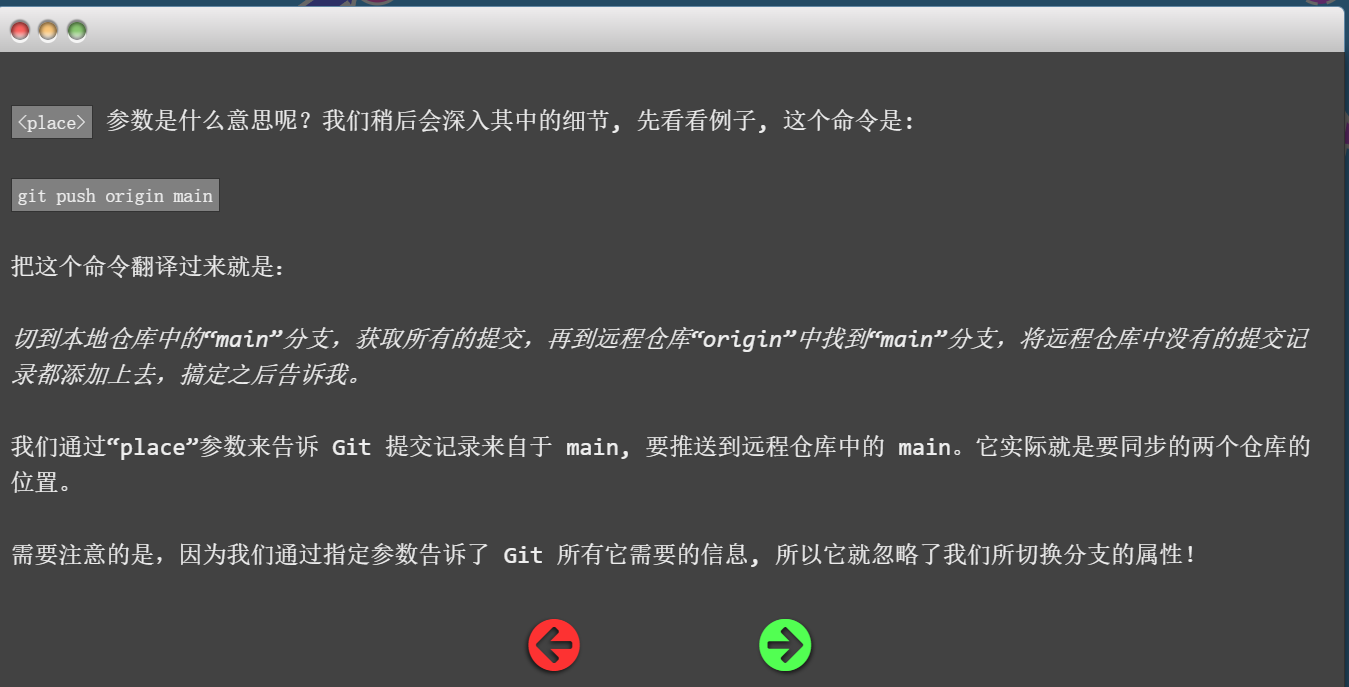 <place> 参数是什么意思呢？我们稍后会深入其中的细节, 先看看例子, 这个命令是:
git push origin main
把这个命令翻译过来就是:
切到本地仓库中的“main”分支，获取所有的提交，再到远程仓库“origin”中找到“main”分支，将远程仓库中没有的提交记
录都添加上去，搞定之后告诉我。
我们通过“place”参数来告诉 Git 提交记录来自于 main, 要推送到远程仓库中的 main。它实际就是要同步的两个仓库的
位置。
需要注意的是，因为我们通过指定参数告诉了 Git 所有它需要的信息, 所以它就忽略了我们所切换分支的属性！